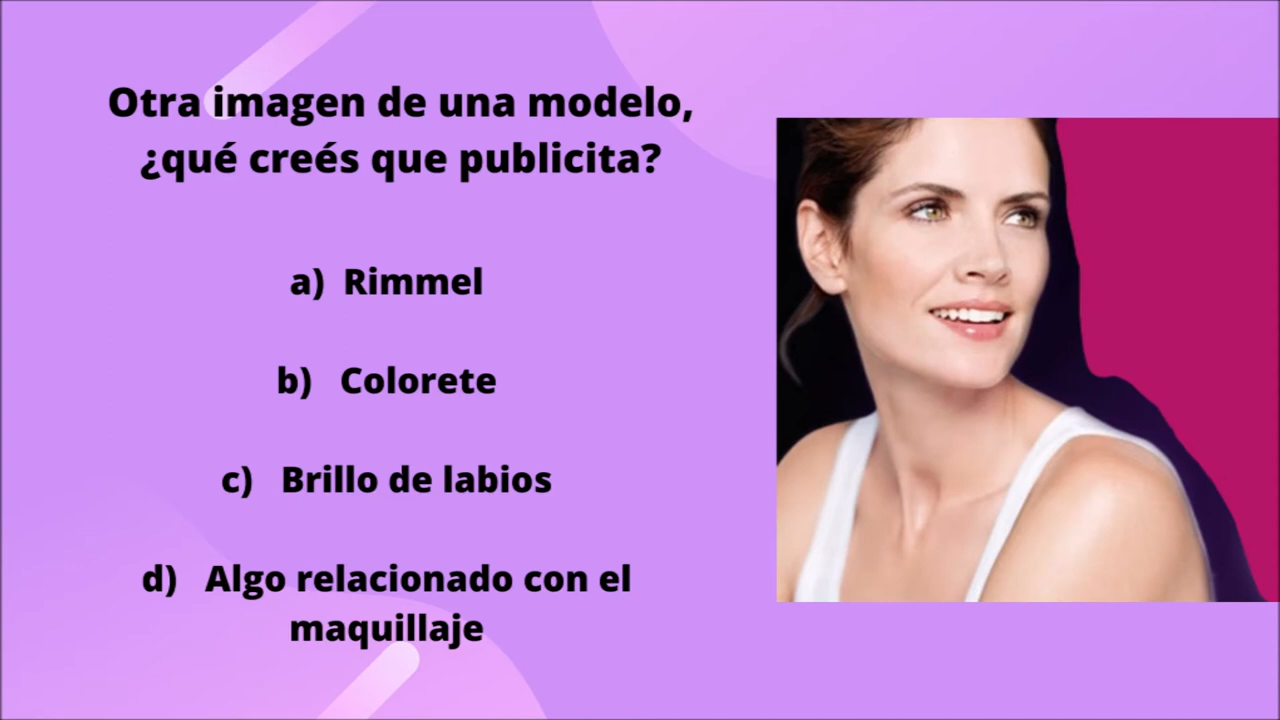 Otra imagen de una modelo,
¿qué creés que publicita?
a) Rimmel
b) Colorete
c) Brillo de labios
d) Algo relacionado con el
maquillaje